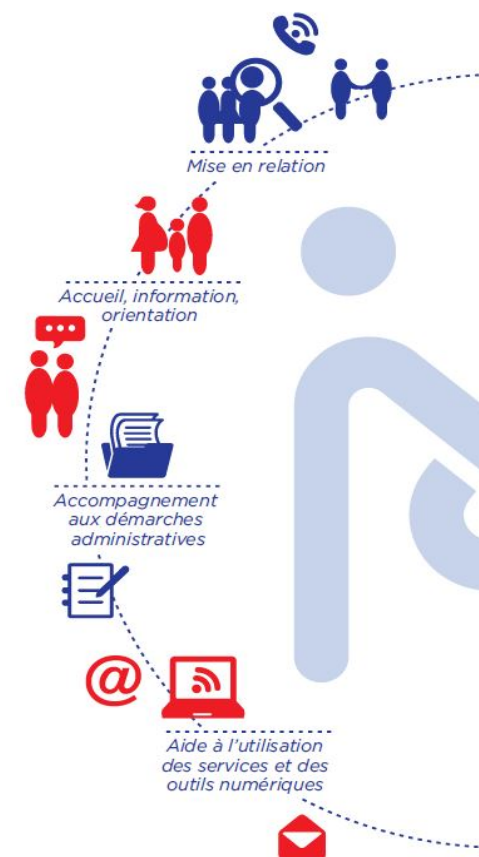 Mise en relation
Accueil, information,
orientation
Accompagnement
aux démarches
administratives
@
Aide à l'utilisation
des services et des
outils numériques